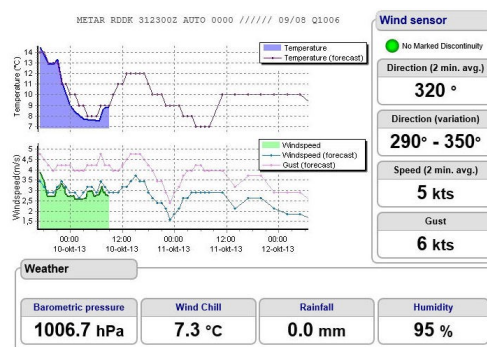 METAR RDDK 312300Z AUTO 0000 ////// 09/08 Q1006
Temperature
Temperature (forecast)
Temperature (°C)
14
13
12
11
10
9
8
7
Windspeed
Windspeed (forecast)
Gust (forecast)
Windspeed(m/s)
5
4,5
4
3,5
3
2,5
2
1,5
00:00 12:00 00:00 12:00 00:00
10-okt-13 10-okt-13 11-okt-13 11-okt-13 12-okt-13
Wind sensor
No Marked Discontinuity
Direction (2 min. avg.)
320 °
Direction (variation)
290° - 350°
Speed (2 min. avg.)
5 kts
Gust
6 kts
Weather
Barometric pressure Wind Chill Rainfall Humidity
1006.7 hPa 7.3 °C 0.0 mm 95 %